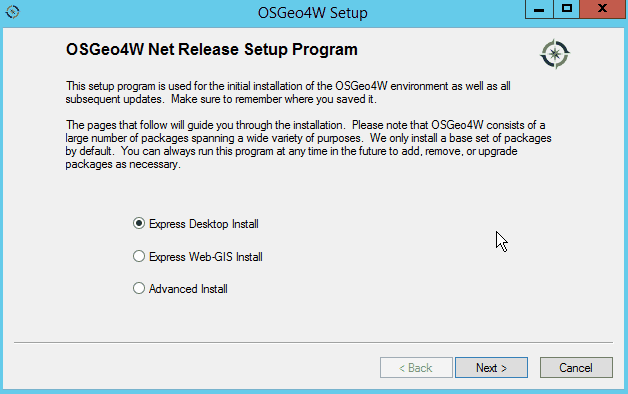 OSGeo4W Setup
OSGeo4W Net Release Setup Program
This setup program is used for the initial installation of the OSGeo4W environment as well as all
subsequent updates.  Make sure to remember where you saved it.
The pages that follow will guide you through the installation.  Please note that OSGeo4W consists of a
large number of packages spanning a wide variety of purposes.  We only install a base set of packages
by default.  You can always run this program at any time in the future to add, remove, or upgrade
packages as necessary.
Express Desktop Install
Express Web-GIS Install
Advanced Install
< Back
Next >
Cancel